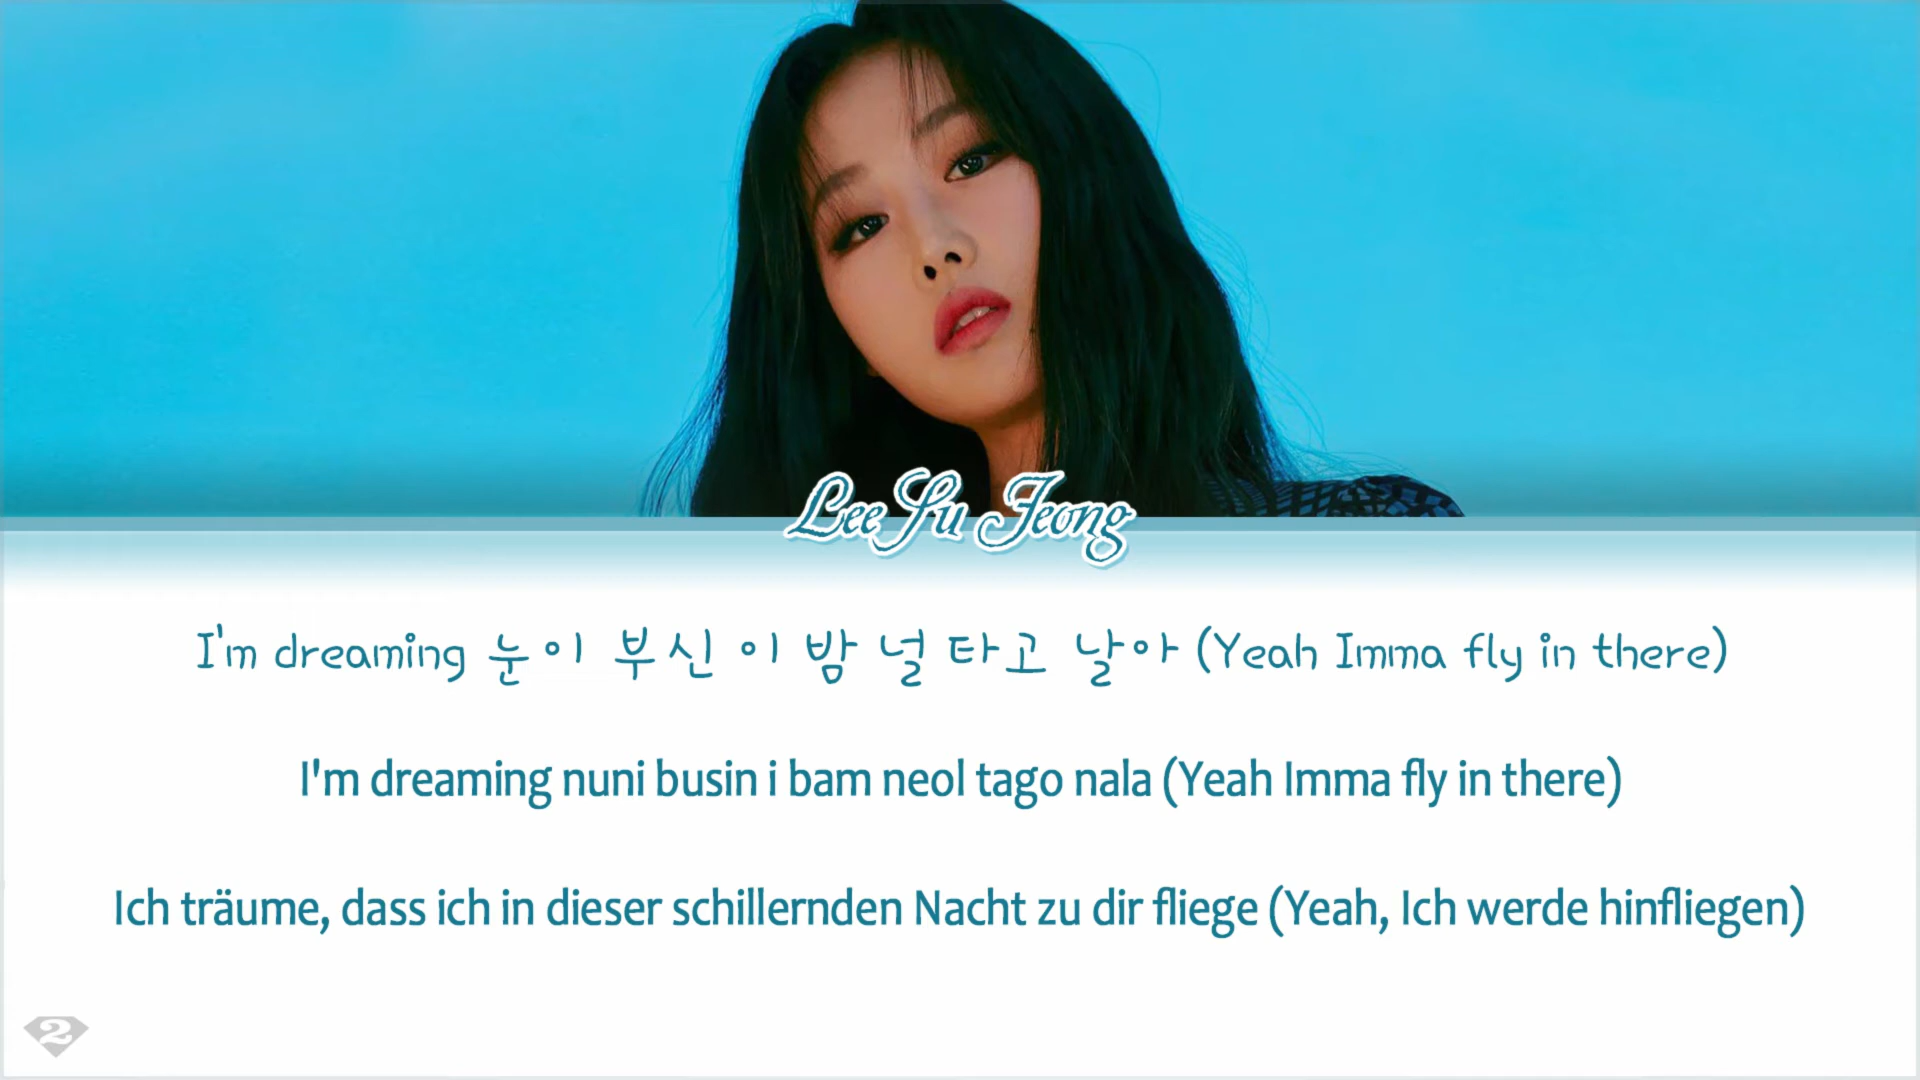 Lee Su Jeong
I'm dreaming 눈이 부신 이 밤 널 타고 날아 (Yeah Imma fly in there)
I'm dreaming nuni busin i bam neol tago nala (Yeah Imma fly in there)
Ich träume, dass ich in dieser schillernden Nacht zu dir fliege (Yeah, Ich werde hinfliegen)
2